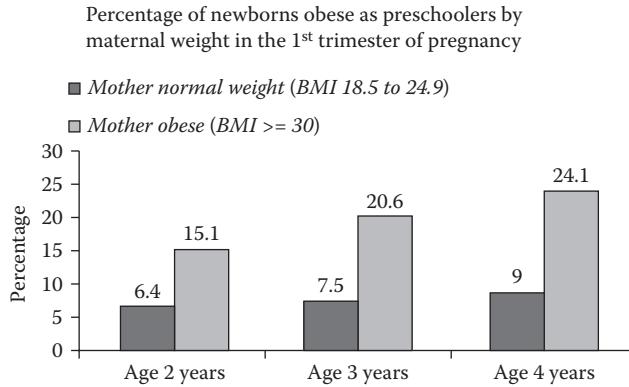 Percentage of newborns obese as preschoolers by
maternal weight in the 1st trimester of pregnancy
Mother normal weight (BMI 18.5 to 24.9)
Mother obese (BMI >= 30)
30
25
20
15
10
5
0
Percentage
6.4
15.1
7.5
20.6
9
24.1
Age 2 years
Age 3 years
Age 4 years